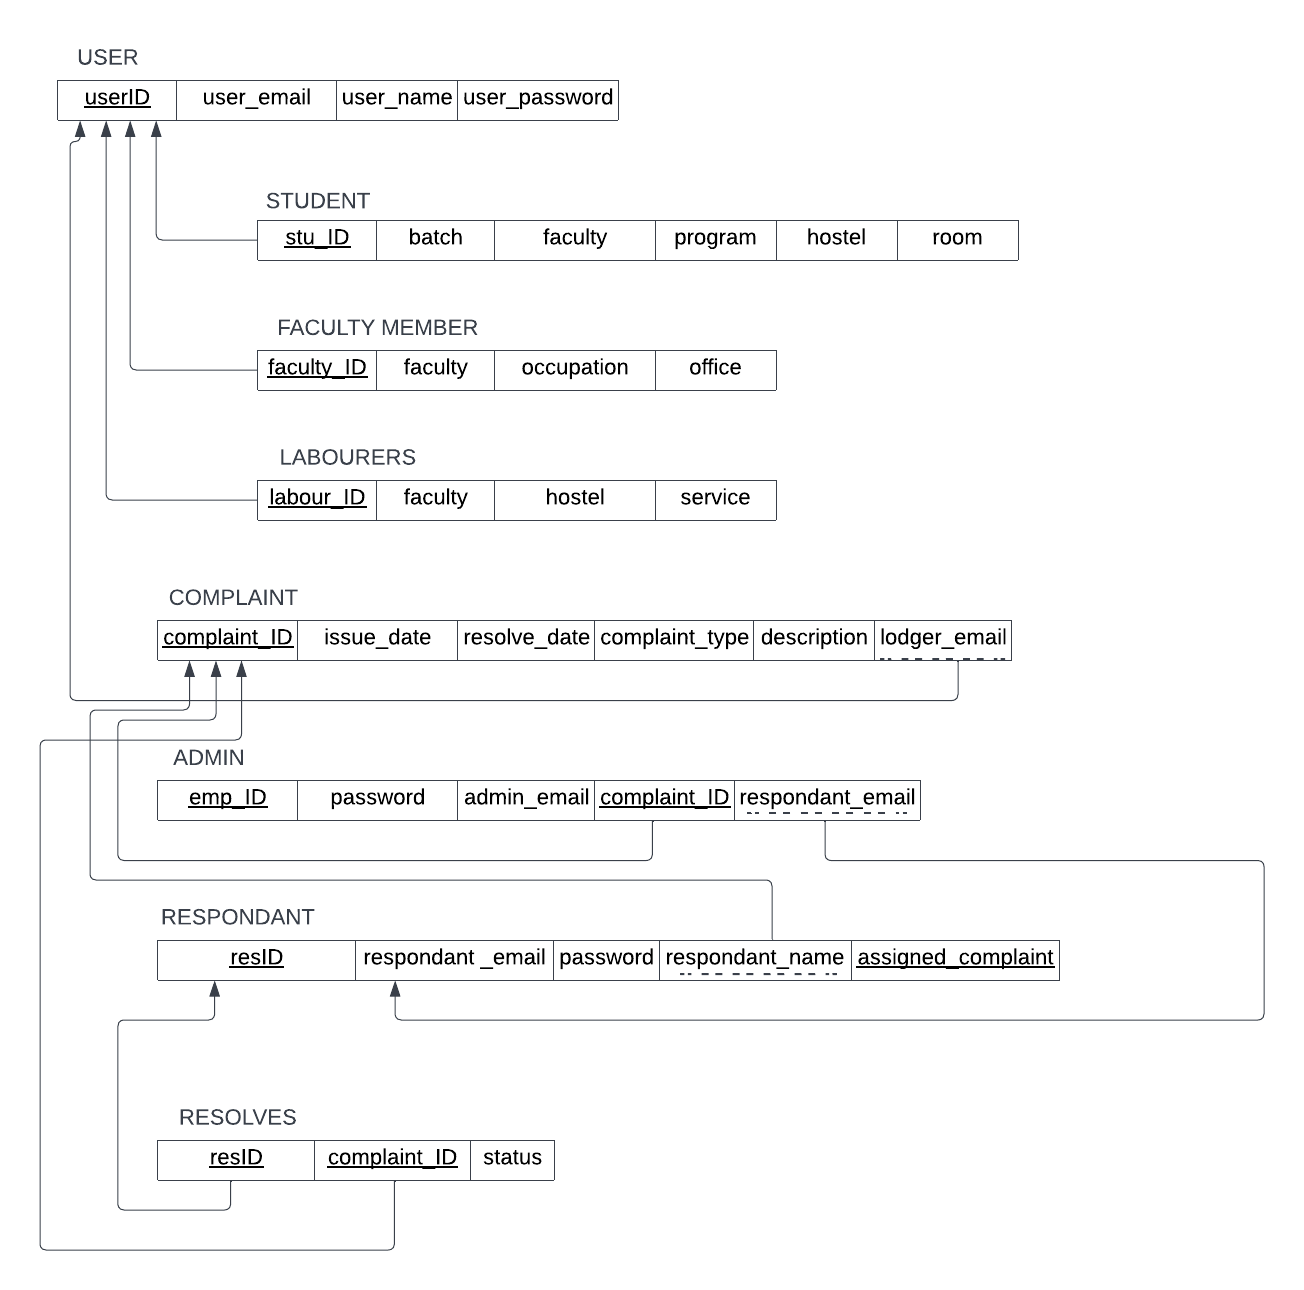 USER
userID user_email user_name user_password
STUDENT
stu_ID batch faculty program hostel room
FACULTY MEMBER
faculty_ID faculty occupation office
LABOURERS
labour_ID faculty hostel service
COMPLAINT
complaint_ID issue_date resolve_date complaint_type description lodger_email
ADMIN
emp_ID password admin_email complaint_ID respondant_email
RESPONDANT
resID respondant _email password respondant_name assigned_complaint
RESOLVES
resID complaint_ID status